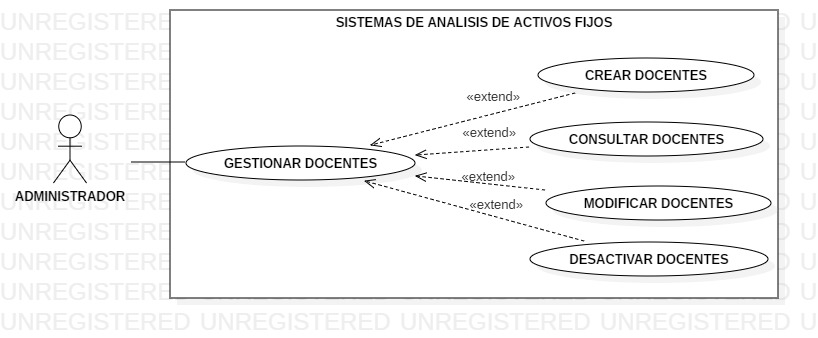 SISTEMAS DE ANALISIS DE ACTIVOS FIJOS
CREAR DOCENTES
«extend»
«extend»
CONSULTAR DOCENTES
GESTIONAR DOCENTES
«extend»
ADMINISTRADOR
MODIFICAR DOCENTES
«extend»
DESACTIVAR DOCENTES
UNREGISTERED UNREGISTERED UNREGISTERED UNREGISTERED U